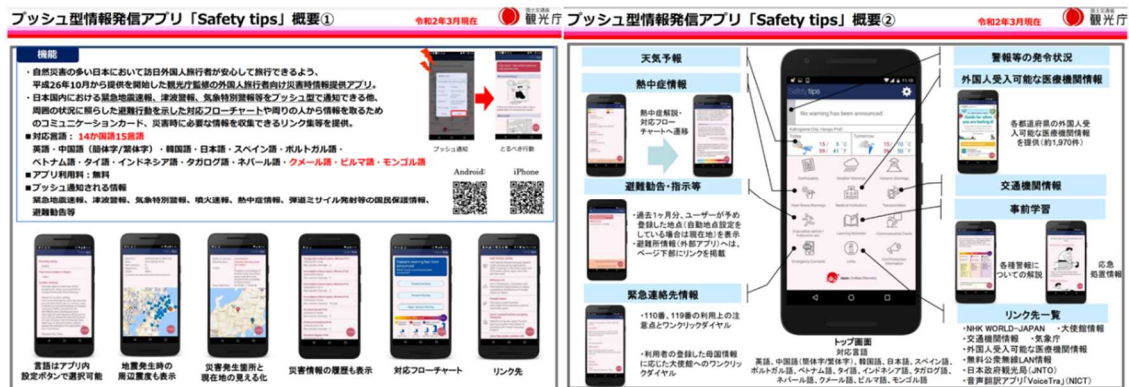 プッシュ型情報発信アプリ「Safety tips」概要①
令和2年3月現在
国土交通省
観光庁
機能
・自然災害の多い日本において訪日外国人旅行者が安心して旅行できるよう、
平成26年10月から提供を開始した観光庁監修の外国人旅行者向け災害時情報提供アプリ。
・日本国内における緊急地震速報、津波警報、気象特別警報等をプッシュ型で通知できる他、
周囲の状況に照らした避難行動を示した対応フローチャートや周りの人から情報を取るため
のコミュニケーションカード、災害時に必要な情報を収集できるリンク集等を提供。
■対応言語： 14か国語15言語
英語・中国語（簡体字/繁体字）・韓国語・日本語・スペイン語・ポルトガル語・
ベトナム語・タイ語・インドネシア語・タガログ語・ネパール語・クメール語・ビルマ語・モンゴル語
■アプリ利用料：無料
■プッシュ通知される情報
緊急地震速報、津波警報、気象特別警報、噴火速報、熱中症情報、弾道ミサイル発射等の国民保護情報、
避難勧告等
プッシュ通知
とるべき行動
Android:
iPhone
言語はアプリ内
設定ボタンで選択可能
地震発生時の
周辺震度も表示
災害発生箇所と
現在地の見える化
災害情報の履歴も表示
対応フローチャート
リンク先
プッシュ型情報発信アプリ「Safety tips」概要②
令和2年3月現在
国土交通省
観光庁
天気予報
熱中症情報
熱中症解説・
対応フロー
チャートへ遷移
避難勧告・指示等
・過去1ヶ月分、ユーザーが予め
登録した地点（自動地点設定を
している場合は現在地）を表示
・避難所情報（外部アプリ）へは、
ページ下部にリンクを掲載
緊急連絡先情報
・110番、119番の利用上の注
意点とワンクリックダイヤル
・利用者の登録した母国情報
に応じた大使館へのワンクリッ
クダイヤル
Safety tips
No warning has been announced.
Today
Tomorrow
トップ画面
対応言語
英語、中国語（簡体字/繁体字）、韓国語、日本語、スペイン語、
ポルトガル語、ベトナム語、タイ語、インドネシア語、タガログ語、
ネパール語、クメール語、ビルマ語、モンゴル語
警報等の発令状況
外国人受入可能な医療機関情報
各都道府県の外国人受
入可能な医療機関情報
を提供（約1,970件）
交通機関情報
事前学習
各種警報に
ついての解説
応急
処置情報
リンク先一覧
・NHK WORLD-JAPAN ・大使館情報
・交通機関情報 ・気象庁
・外国人受入可能な医療機関情報
・無料公衆無線LAN情報
・日本政府観光局（JNTO）
・音声翻訳アプリ「VoiceTra」（NICT）